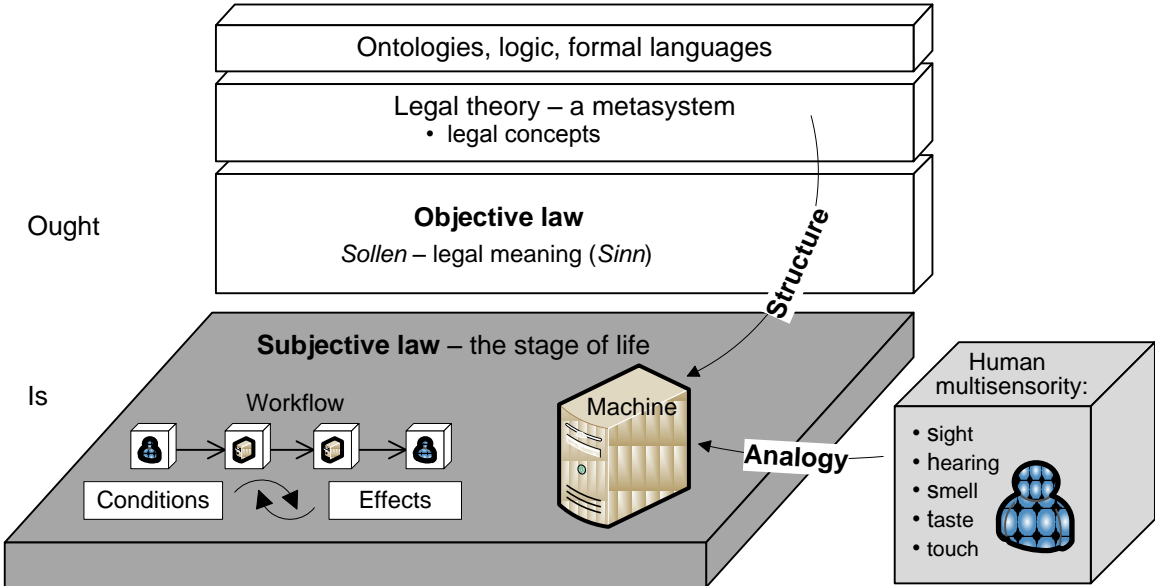 Ontologies, logic, formal languages
Legal theory – a metasystem
• legal concepts
Ought
Objective law
Sollen – legal meaning (Sinn)
Structure
Subjective law – the stage of life
Is
Workflow
Conditions
Effects
Machine
Analogy
Human
multisensority:
• sight
• hearing
• smell
• taste
• touch